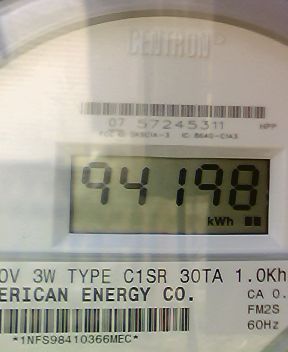 CENTRON
07 57245311 HPP
94198
kWh
0V 3W TYPE C1SR 30TA 1.0Kh
ERICAN ENERGY CO. CA 0.
FM2S
60Hz
*1NFS98410366MEC*